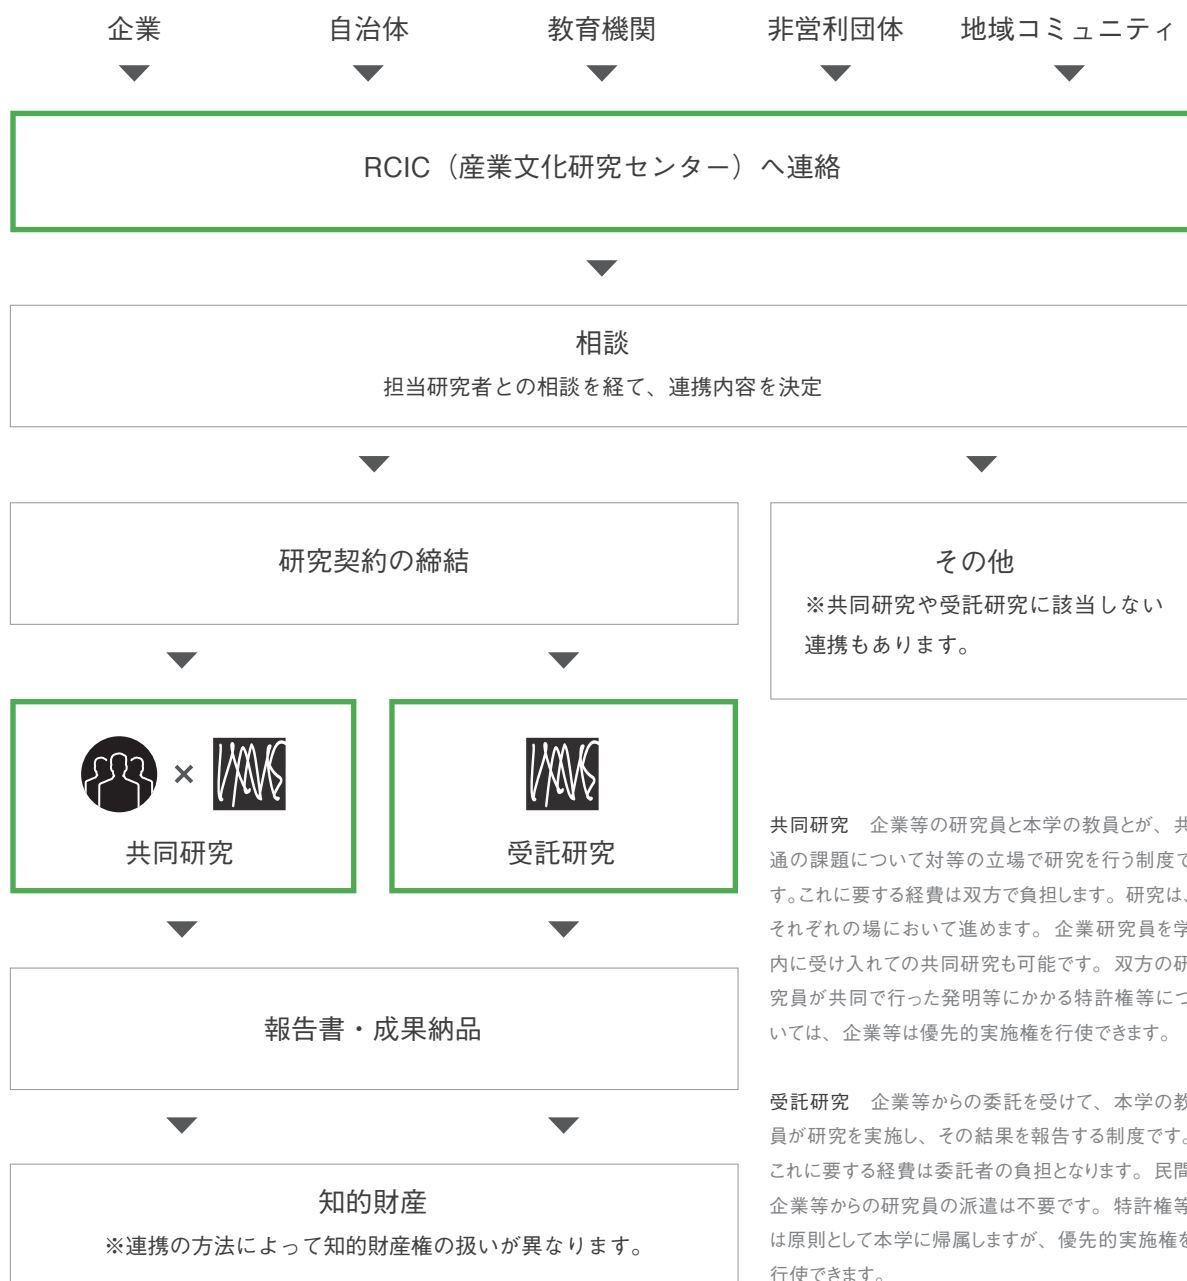 企業 自治体 教育機関 非営利団体 地域コミュニティ
RCIC（産業文化研究センター）へ連絡
相談
担当研究者との相談を経て、連携内容を決定
研究契約の締結
その他
※共同研究や受託研究に該当しない
連携もあります。
×
共同研究
受託研究
報告書・成果納品
知的財産
※連携の方法によって知的財産権の扱いが異なります。
共同研究　企業等の研究員と本学の教員とが、共
通の課題について対等の立場で研究を行う制度で
す。これに要する経費は双方で負担します。研究は、
それぞれの場において進めます。企業研究員を学
内に受け入れての共同研究も可能です。双方の研
究員が共同で行った発明等にかかる特許権等につ
いては、企業等は優先的実施権を行使できます。
受託研究　企業等からの委託を受けて、本学の教
員が研究を実施し、その結果を報告する制度です。
これに要する経費は委託者の負担となります。民間
企業等からの研究員の派遣は不要です。特許権等
は原則として本学に帰属しますが、優先的実施権を
行使できます。